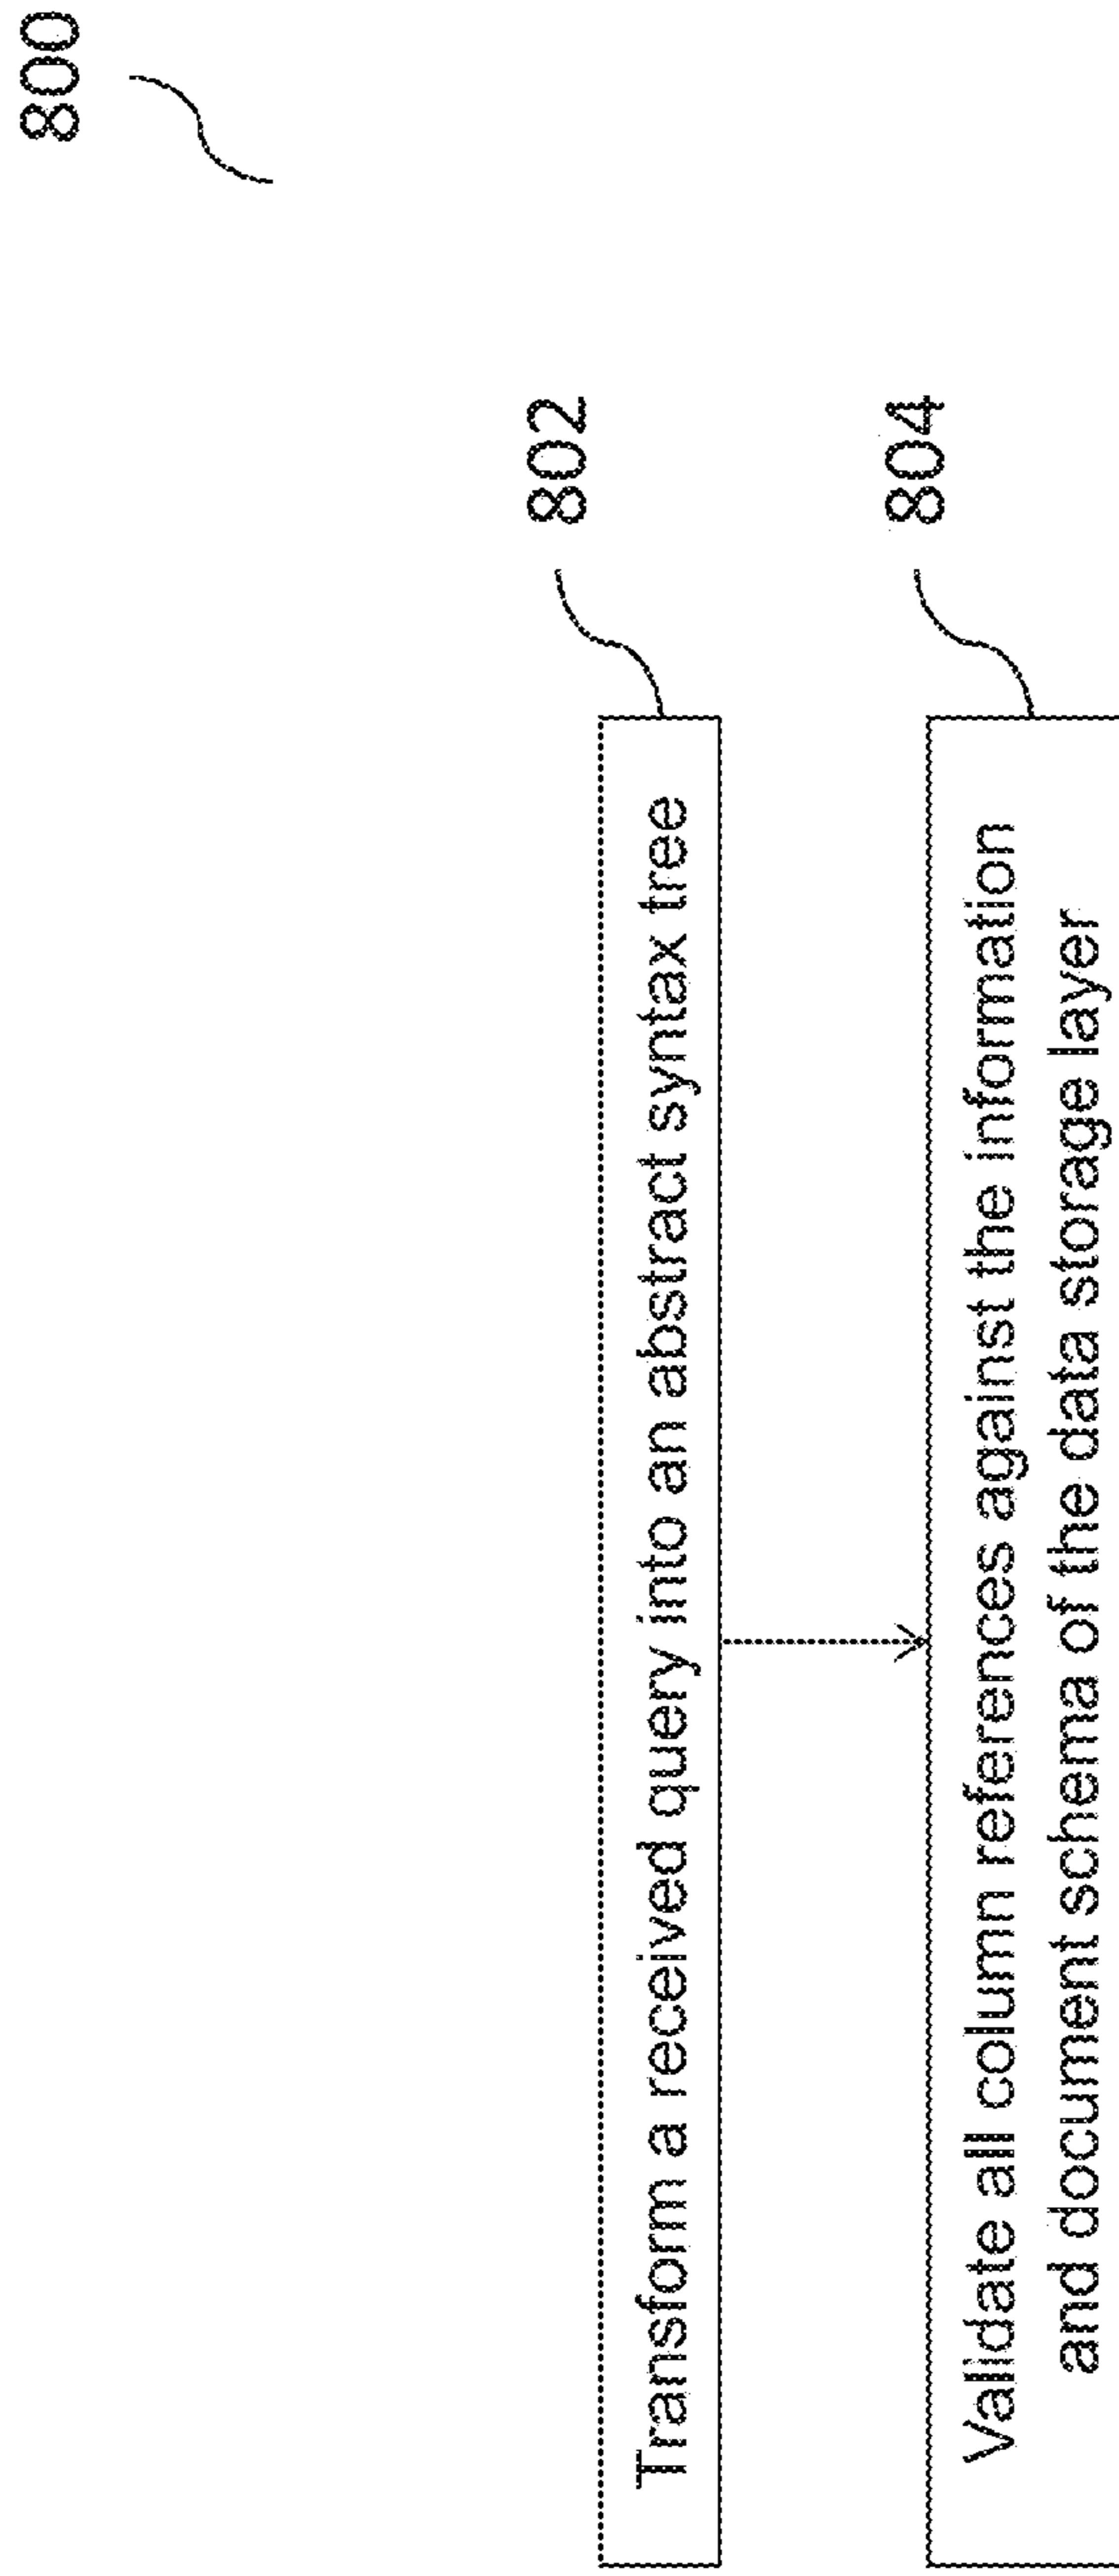 800
802
Transform a received query into an abstract syntax tree
804
Validate all column references against the information
and document schema of the data storage layer